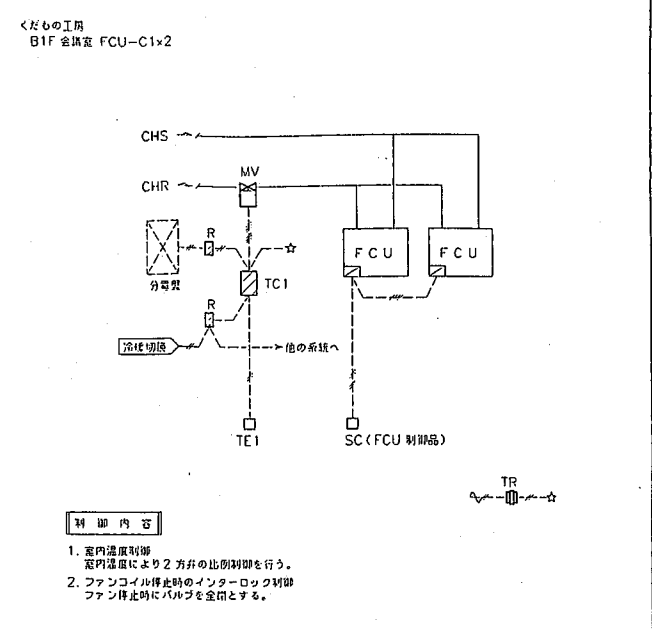 くだもの工房
B1F 会議室 FCU-C1×2
CHS
MV
CHR
R
FCU
FCU
分電盤
TC1
R
冷暖切換
他の系統へ
TE1
SC(FCU 制御品)
TR
制御内容
1. 室内温度制御
室内温度により2方弁の比例制御を行う。
2. ファンコイル停止時のインターロック制御
ファン停止時にバルブを全閉とする。